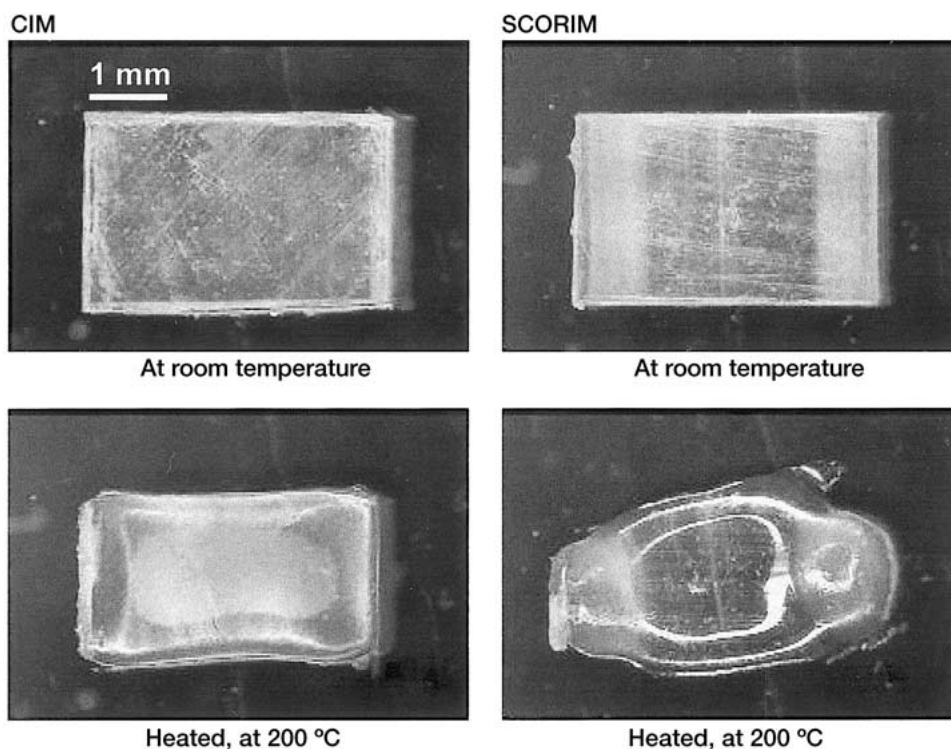 CIM
SCORIM
1 mm
At room temperature
At room temperature
Heated, at 200 ºC
Heated, at 200 ºC